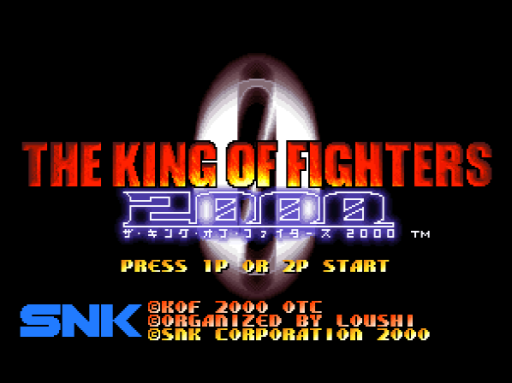 THE KING OF FIGHTERS
2000
ザ・キング・オブ・ファイターズ 2000 ™
PRESS 1P OR 2P START
SNK
©KOF 2000 OTC
©ORGANIZED BY LOUSHI
©SNK CORPORATION 2000